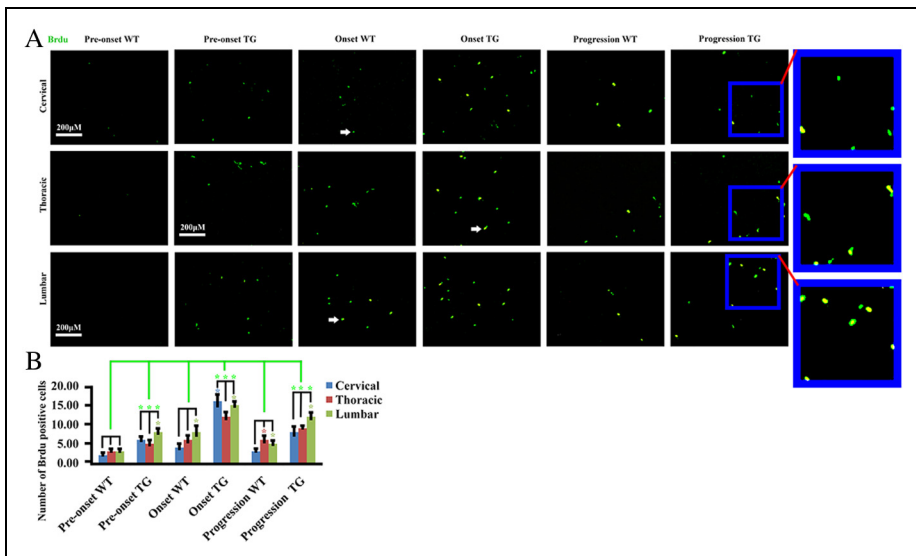 A
Brdu Pre-onset WT Pre-onset TG Onset WT Onset TG Progression WT Progression TG
Cervical
200μM
Thoracic
200μM
Lumbar
200μM
B
Number of Brdu positive cells
20.00
15.00
10.00
5.00
0.00
* * *
* * *
* * *
Cervical
Thoracic
Lumbar
Pre-onset WT
Pre-onset TG
Onset WT
Onset TG
Progression WT
Progression TG